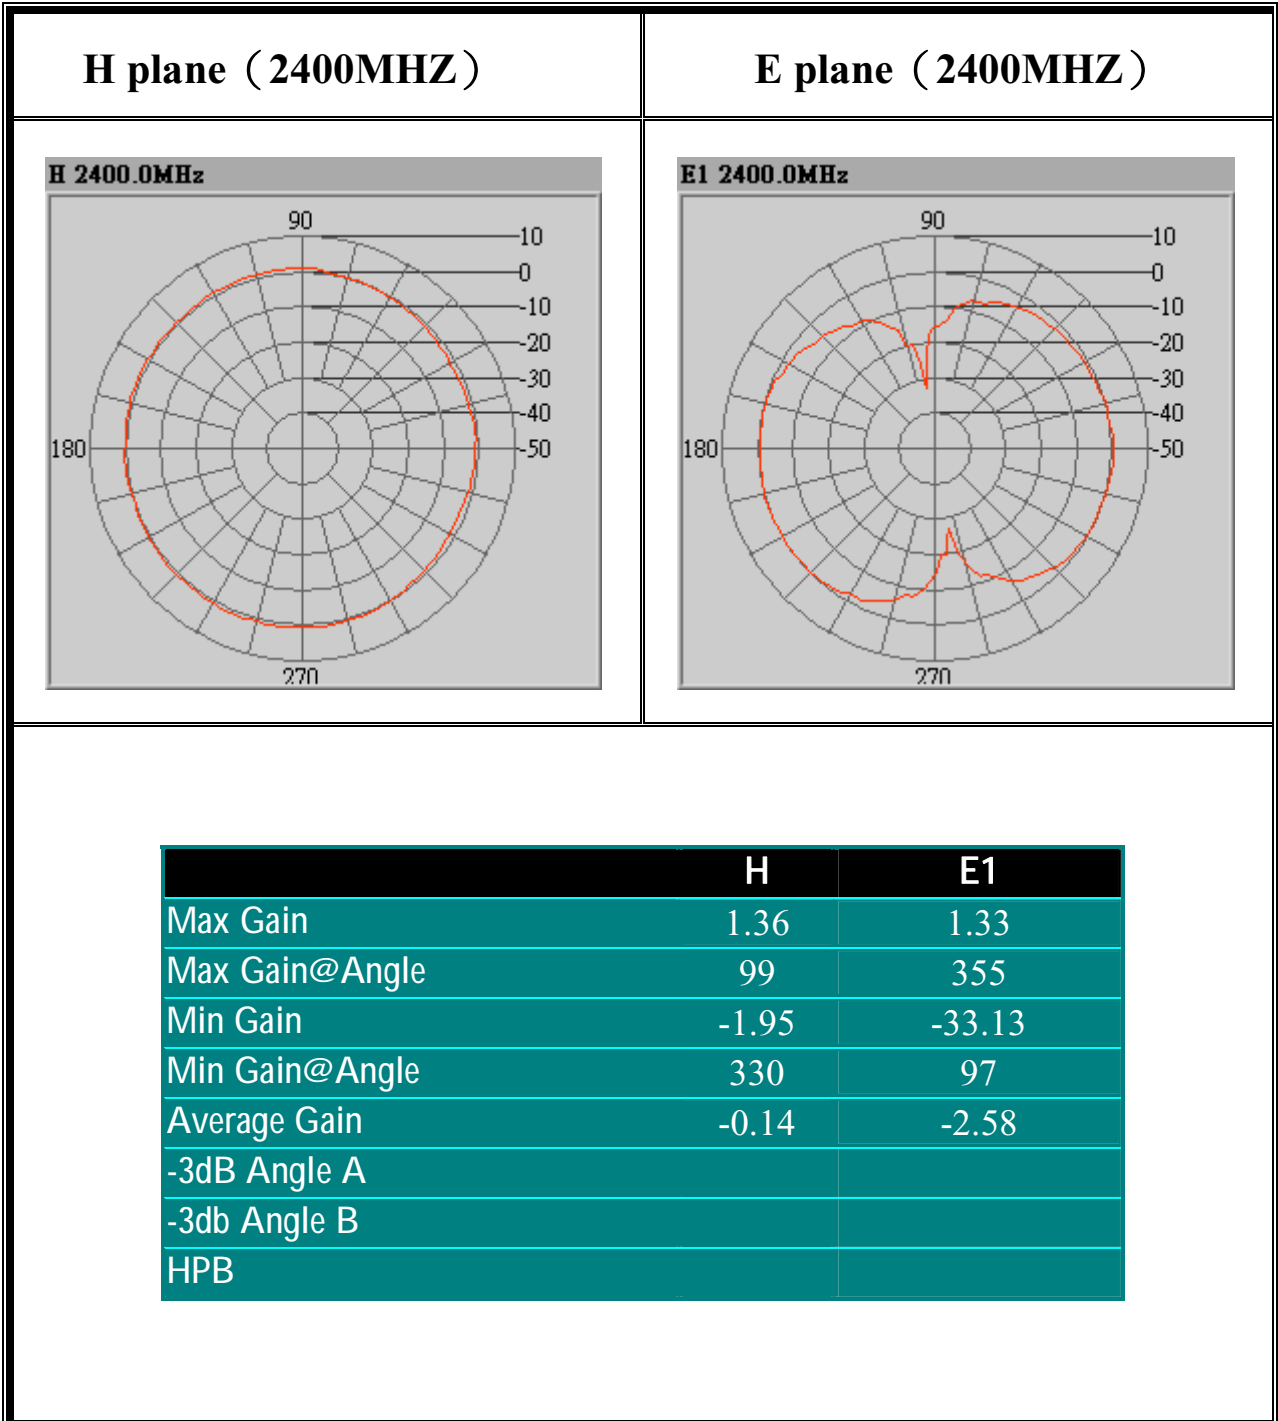 H plane（2400MHZ）
E plane（2400MHZ）
H 2400.0MHz
90
10
0
-10
-20
-30
-40
-50
180
270
E1 2400.0MHz
90
10
0
-10
-20
-30
-40
-50
180
270
H E1
Max Gain 1.36 1.33
Max Gain@Angle 99 355
Min Gain -1.95 -33.13
Min Gain@Angle 330 97
Average Gain -0.14 -2.58
-3dB Angle A
-3db Angle B
HPB